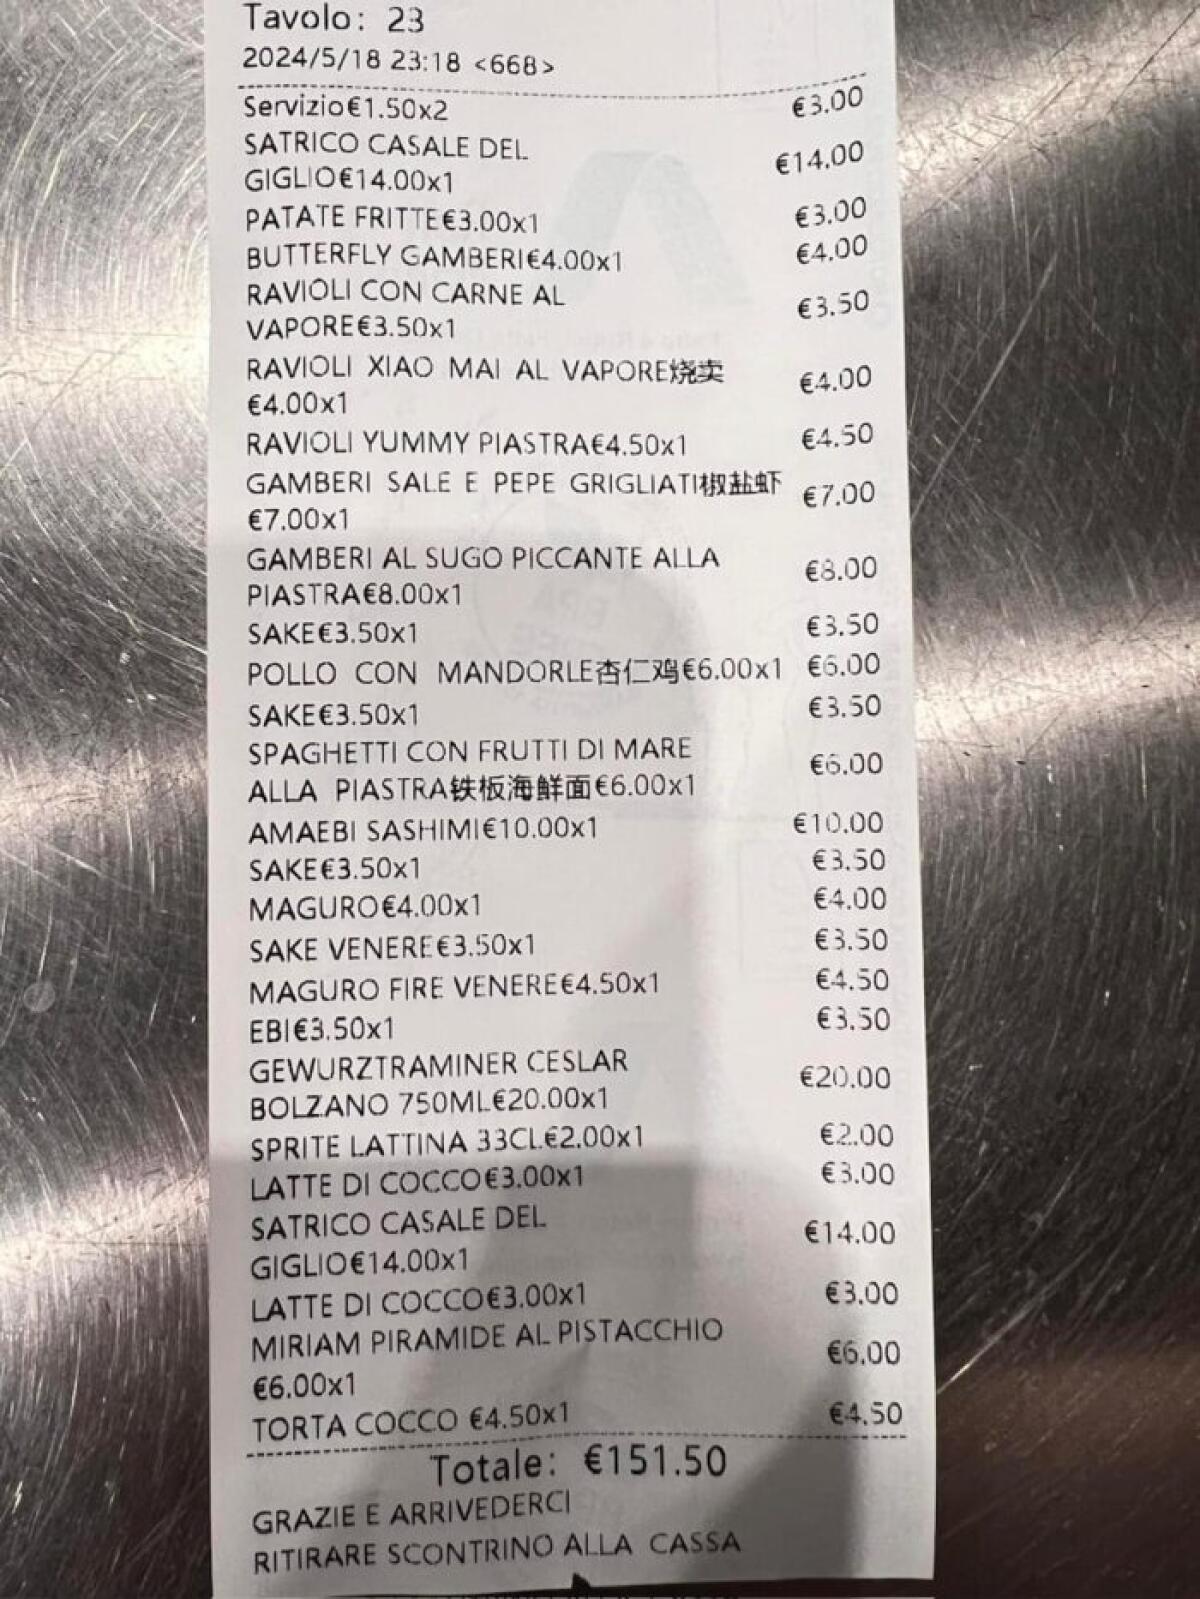 Tavolo: 23
2024/5/18 23:18 <668>
Servizio€1.50x2 €3.00
SATRICO CASALE DEL
GIGLIO€14.00x1 €14.00
PATATE FRITTE€3.00x1 €3.00
BUTTERFLY GAMBERI€4.00x1 €4.00
RAVIOLI CON CARNE AL
VAPORE€3.50x1 €3.50
RAVIOLI XIAO MAI AL VAPORE烧卖
€4.00x1 €4.00
RAVIOLI YUMMY PIASTRA€4.50x1 €4.50
GAMBERI SALE E PEPE GRIGLIATI椒盐虾
€7.00x1 €7.00
GAMBERI AL SUGO PICCANTE ALLA
PIASTRA€8.00x1 €8.00
SAKE€3.50x1 €3.50
POLLO CON MANDORLE杏仁鸡€6.00x1 €6.00
SAKE€3.50x1 €3.50
SPAGHETTI CON FRUTTI DI MARE
ALLA PIASTRA铁板海鲜面€6.00x1 €6.00
AMAEBI SASHIMI€10.00x1 €10.00
SAKE€3.50x1 €3.50
MAGURO€4.00x1 €4.00
SAKE VENERE€3.50x1 €3.50
MAGURO FIRE VENERE€4.50x1 €4.50
EBI€3.50x1 €3.50
GEWURZTRAMINER CESLAR
BOLZANO 750ML€20.00x1 €20.00
SPRITE LATTINA 33CL€2.00x1 €2.00
LATTE DI COCCO€3.00x1 €3.00
SATRICO CASALE DEL
GIGLIO€14.00x1 €14.00
LATTE DI COCCO€3.00x1 €3.00
MIRIAM PIRAMIDE AL PISTACCHIO
€6.00x1 €6.00
TORTA COCCO €4.50x1 €4.50
Totale: €151.50
GRAZIE E ARRIVEDERCI
RITIRARE SCONTRINO ALLA CASSA